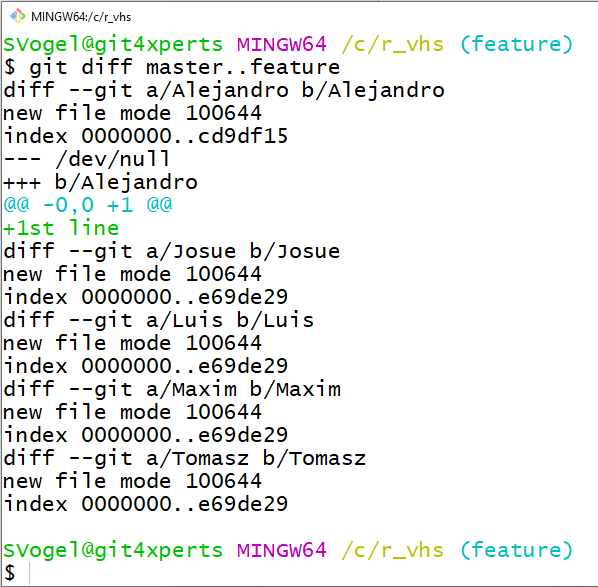 MINGW64:/c/r_vhs
SVogel@git4xperts MINGW64 /c/r_vhs (feature)
$ git diff master..feature
diff --git a/Alejandro b/Alejandro
new file mode 100644
index 0000000..cd9df15
--- /dev/null
+++ b/Alejandro
@@ -0,0 +1 @@
+1st line
diff --git a/Josue b/Josue
new file mode 100644
index 0000000..e69de29
diff --git a/Luis b/Luis
new file mode 100644
index 0000000..e69de29
diff --git a/Maxim b/Maxim
new file mode 100644
index 0000000..e69de29
diff --git a/Tomasz b/Tomasz
new file mode 100644
index 0000000..e69de29
SVogel@git4xperts MINGW64 /c/r_vhs (feature)
$